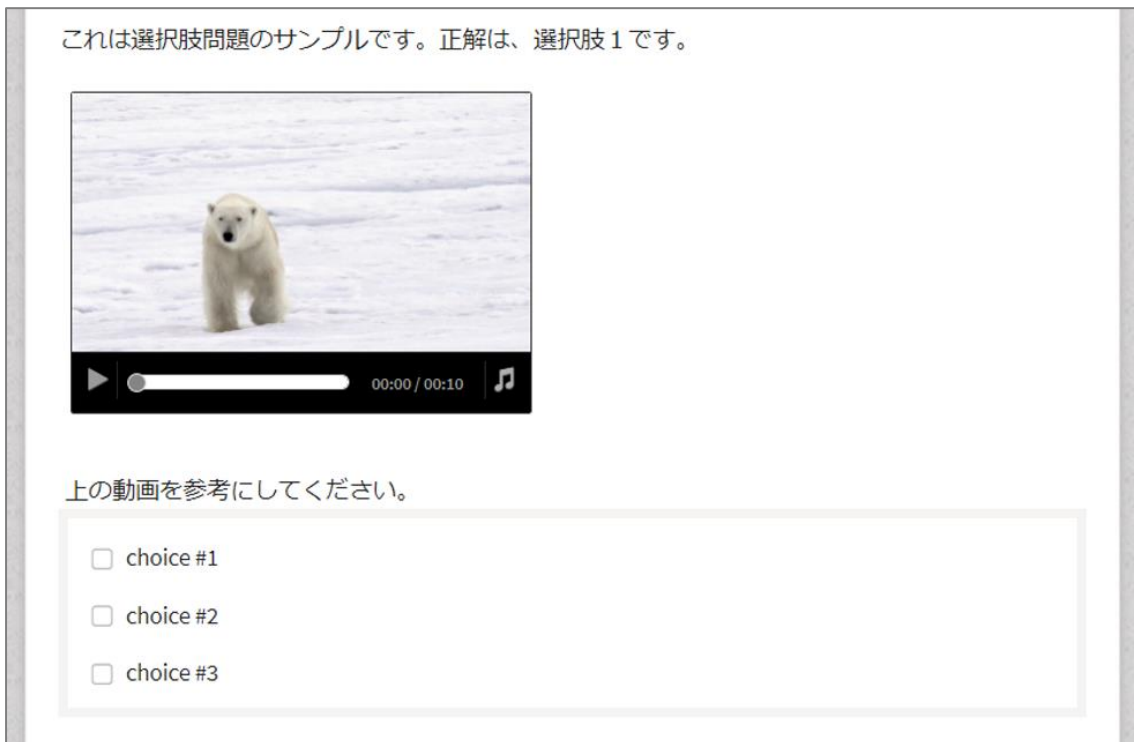 これは選択肢問題のサンプルです。正解は、選択肢１です。
00:00 / 00:10
上の動画を参考にしてください。
choice #1
choice #2
choice #3